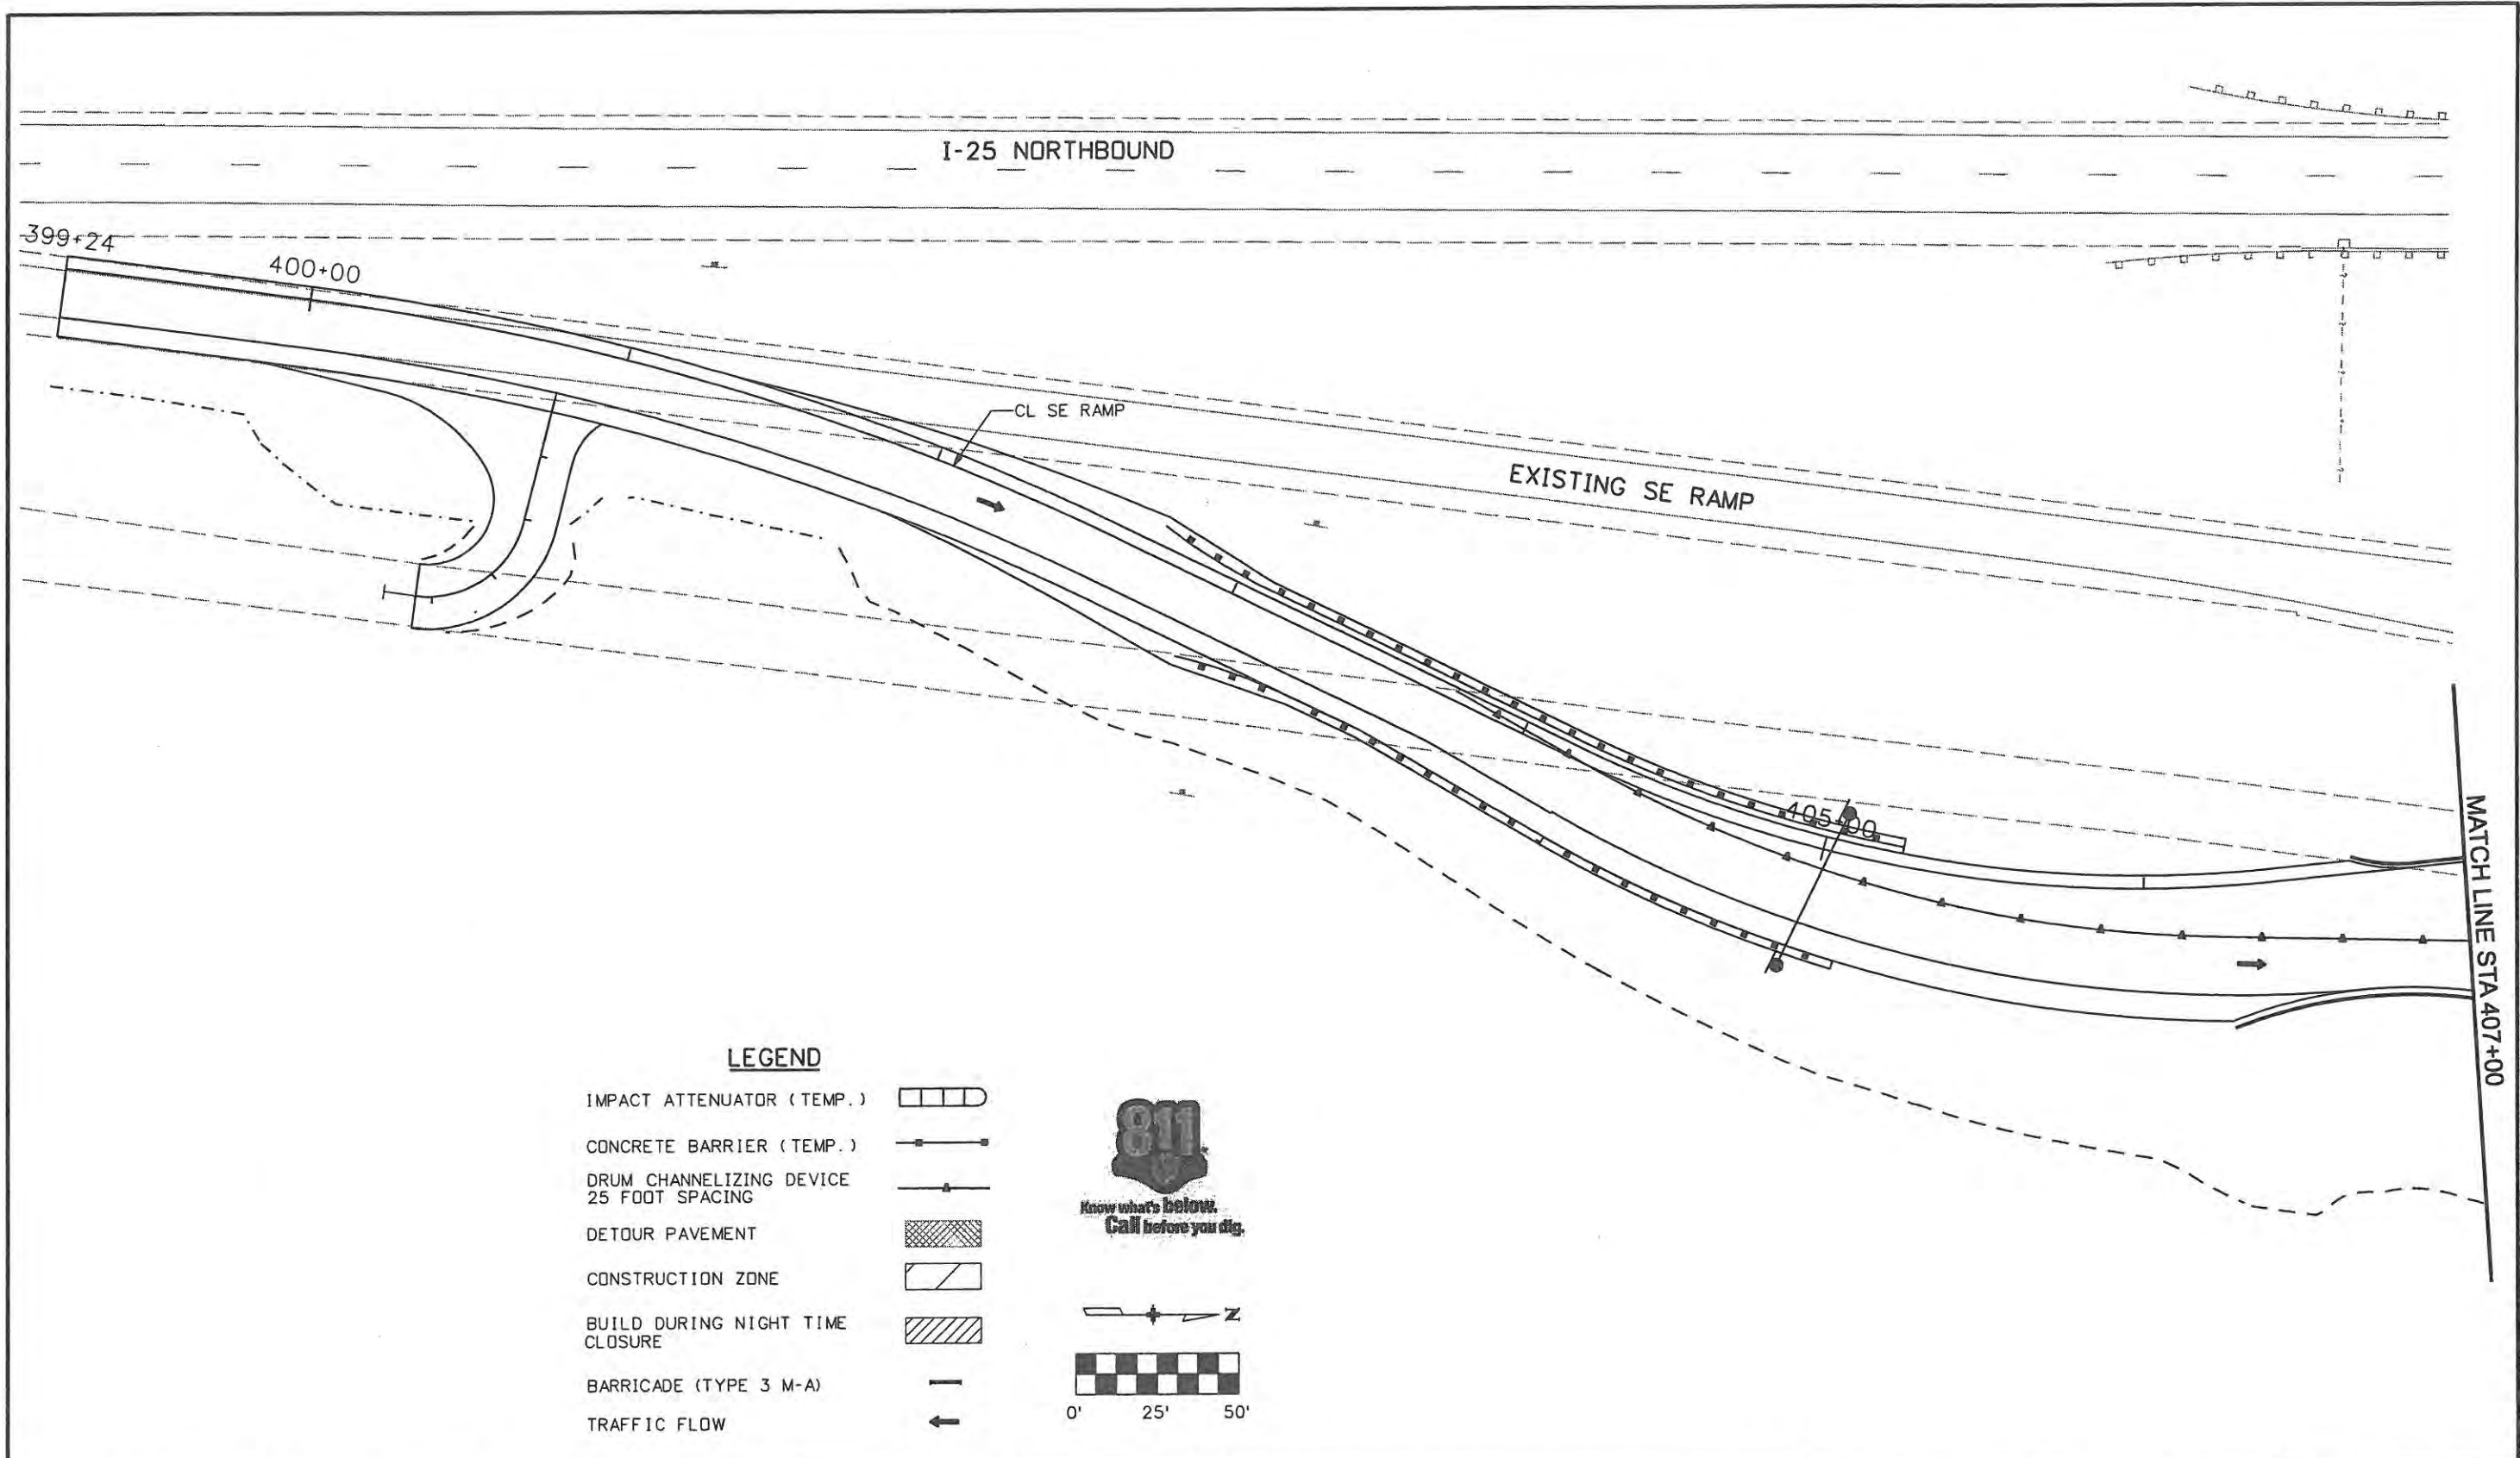 I-25 NORTHBOUND
399+24
400+00
CL SE RAMP
EXISTING SE RAMP
405+00
MATCH LINE STA 407+00
LEGEND
IMPACT ATTENUATOR (TEMP.)
CONCRETE BARRIER (TEMP.)
DRUM CHANNELIZING DEVICE
25 FOOT SPACING
DETOUR PAVEMENT
CONSTRUCTION ZONE
BUILD DURING NIGHT TIME
CLOSURE
BARRICADE (TYPE 3 M-A)
TRAFFIC FLOW
811
Know what's below.
Call before you dig.
N
0' 25' 50'